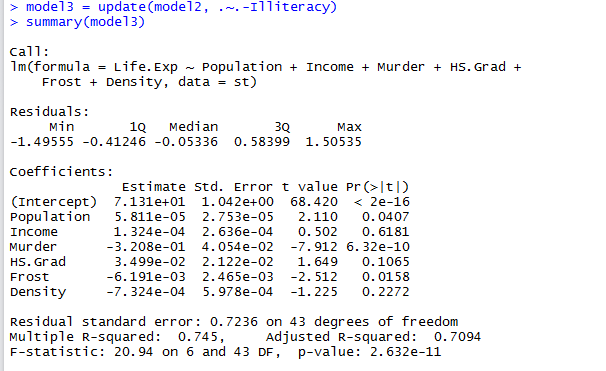 > model3 = update(model2, .~.-Illiteracy)
> summary(model3)
Call:
lm(formula = Life.Exp ~ Population + Income + Murder + HS.Grad +
    Frost + Density, data = st)
Residuals:
     Min       1Q   Median       3Q      Max
-1.49555 -0.41246 -0.05336  0.58399  1.50535
Coefficients:
              Estimate Std. Error t value Pr(>|t|)
(Intercept)  7.131e+01  1.042e+00  68.420  < 2e-16
Population   5.811e-05  2.753e-05   2.110   0.0407
Income       1.324e-04  2.636e-04   0.502   0.6181
Murder      -3.208e-01  4.054e-02  -7.912 6.32e-10
HS.Grad      3.499e-02  2.122e-02   1.649   0.1065
Frost       -6.191e-03  2.465e-03  -2.512   0.0158
Density     -7.324e-04  5.978e-04  -1.225   0.2272
Residual standard error: 0.7236 on 43 degrees of freedom
Multiple R-squared:  0.745,     Adjusted R-squared:  0.7094
F-statistic: 20.94 on 6 and 43 DF,  p-value: 2.632e-11